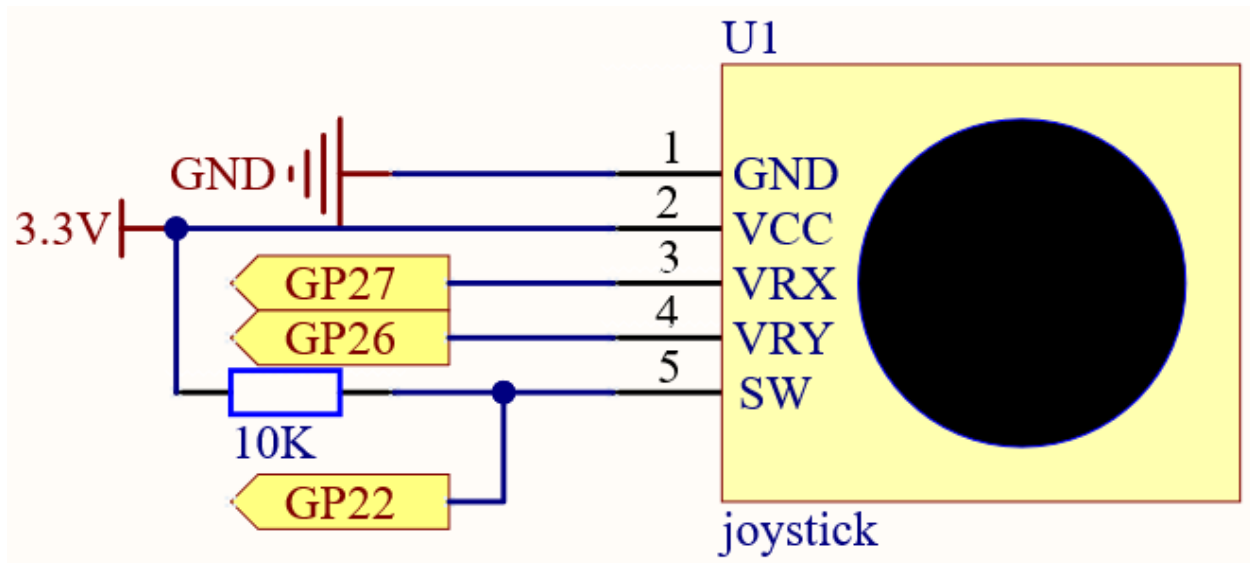 U1
1
GND
GND
2
3.3V
VCC
3
GP27
VRX
4
GP26
VRY
5
SW
10K
GP22
joystick